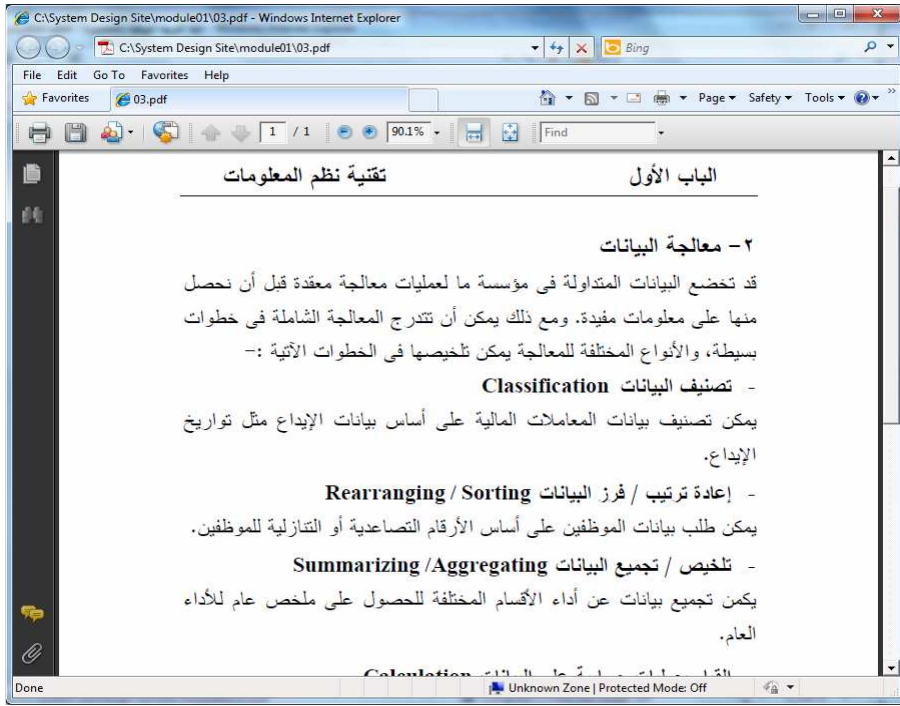 C:\System Design Site\module01\03.pdf - Windows Internet Explorer
C:\System Design Site\module01\03.pdf
Bing
File Edit Go To Favorites Help
Favorites
03.pdf
Page Safety Tools
1 / 1
90.1%
Find
الباب الأول تقنية نظم المعلومات
٢- معالجة البيانات
قد تخضع البيانات المتداولة فى مؤسسة ما لعمليات معالجة معقدة قبل أن نحصل
منها على معلومات مفيدة. ومع ذلك يمكن أن تتدرج المعالجة الشاملة فى خطوات
بسيطة، والأنواع المختلفة للمعالجة يمكن تلخيصها فى الخطوات الآتية :-
- تصنيف البيانات Classification
يمكن تصنيف بيانات المعاملات المالية على أساس بيانات الإيداع مثل تواريخ
الإيداع.
- إعادة ترتيب / فرز البيانات Rearranging / Sorting
يمكن طلب بيانات الموظفين على أساس الأرقام التصاعدية أو التنازلية للموظفين.
- تلخيص / تجميع البيانات Summarizing /Aggregating
يكمن تجميع بيانات عن أداء الأقسام المختلفة للحصول على ملخص عام للأداء
العام.
Calculation
Done
Unknown Zone | Protected Mode: Off